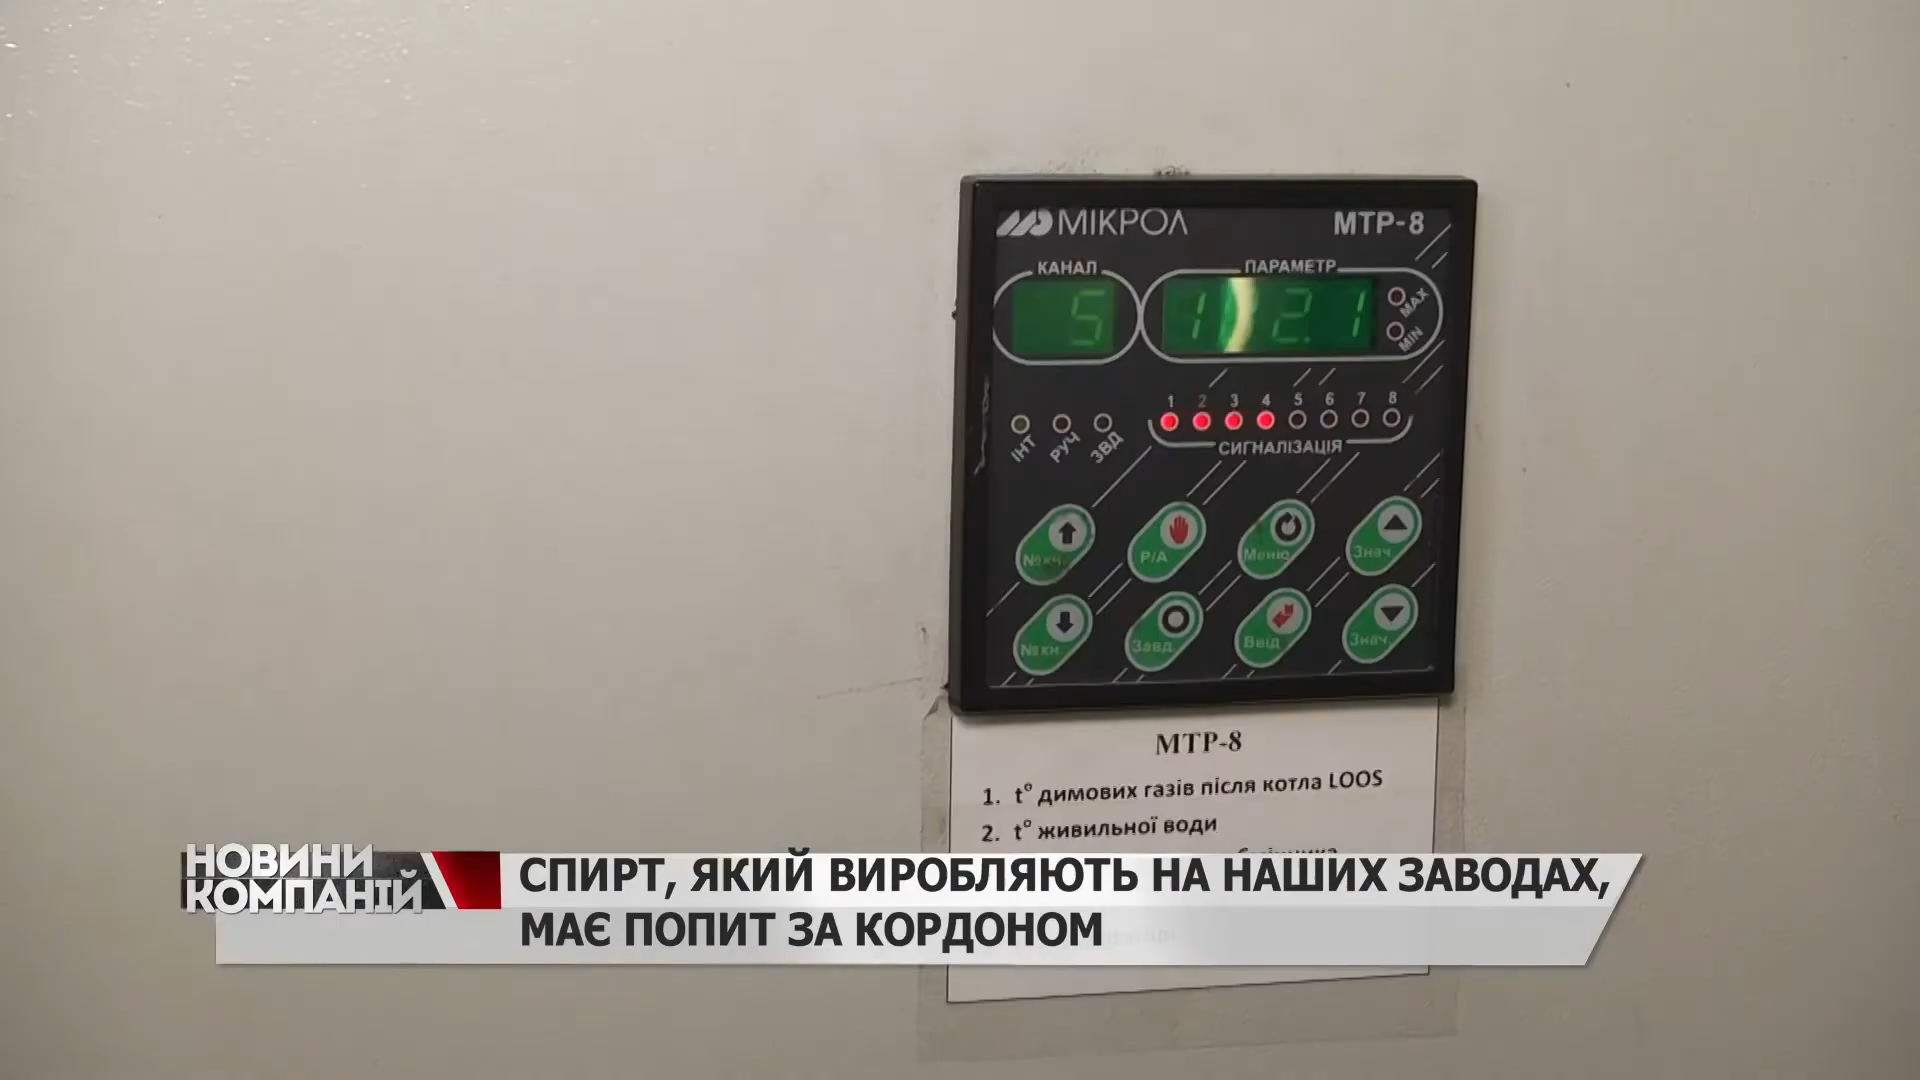 МІКРОЛ МТР-8
КАНАЛ ПАРАМЕТР
5
MAX
MIN
1 2 3 4 5 6 7 8
ІНТ РУЧ ЗВД
СИГНАЛІЗАЦІЯ
№кн. Р/А Меню Знач.
№кн. Завд. Ввід Знач.
МТР-8
1. t° димових газів після котла LOOS
2. t° живильної води
НОВИНИ
КОМПАНІЙ
СПИРТ, ЯКИЙ ВИРОБЛЯЮТЬ НА НАШИХ ЗАВОДАХ,
МАЄ ПОПИТ ЗА КОРДОНОМ